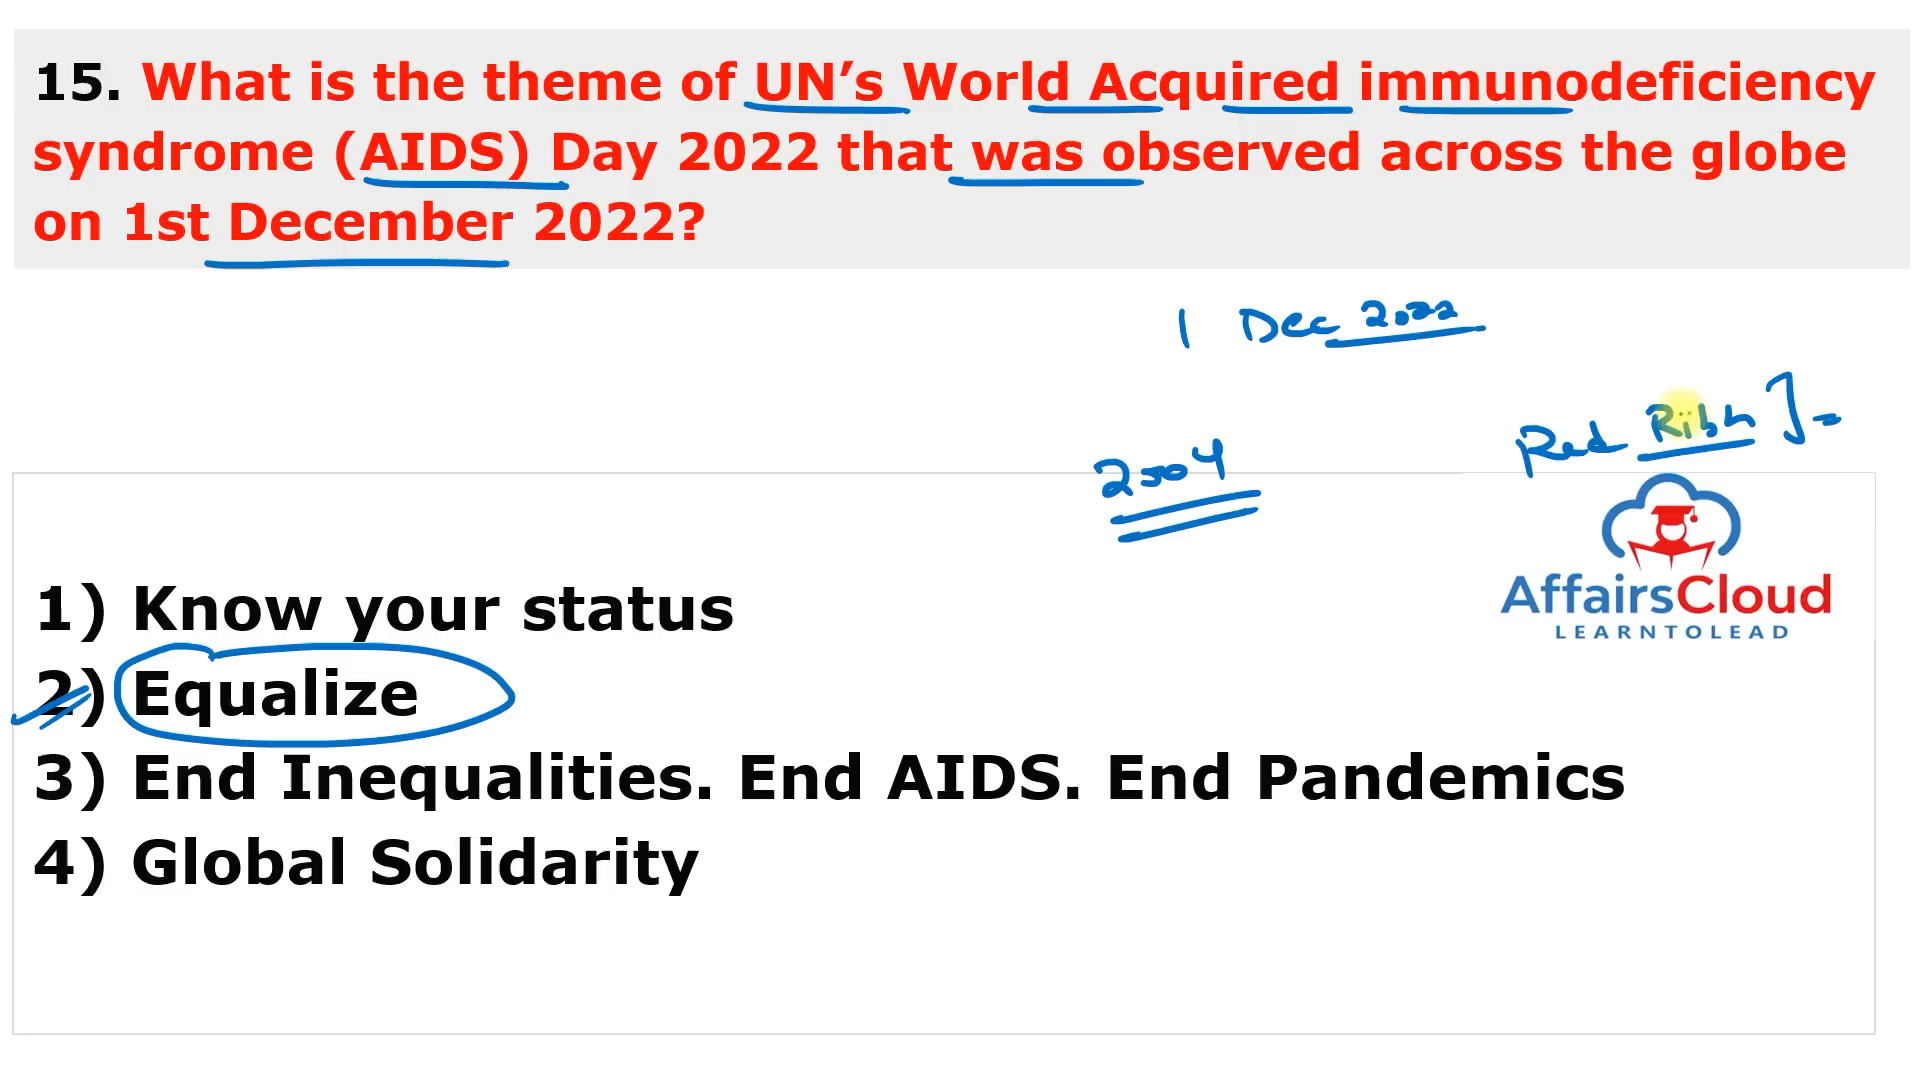 15. What is the theme of UN’s World Acquired immunodeficiency
syndrome (AIDS) Day 2022 that was observed across the globe
on 1st December 2022?
1 Dec 2022
Red
2004
AffairsCloud
LEARNTOLEAD
1) Know your status
2) Equalize
3) End Inequalities. End AIDS. End Pandemics
4) Global Solidarity